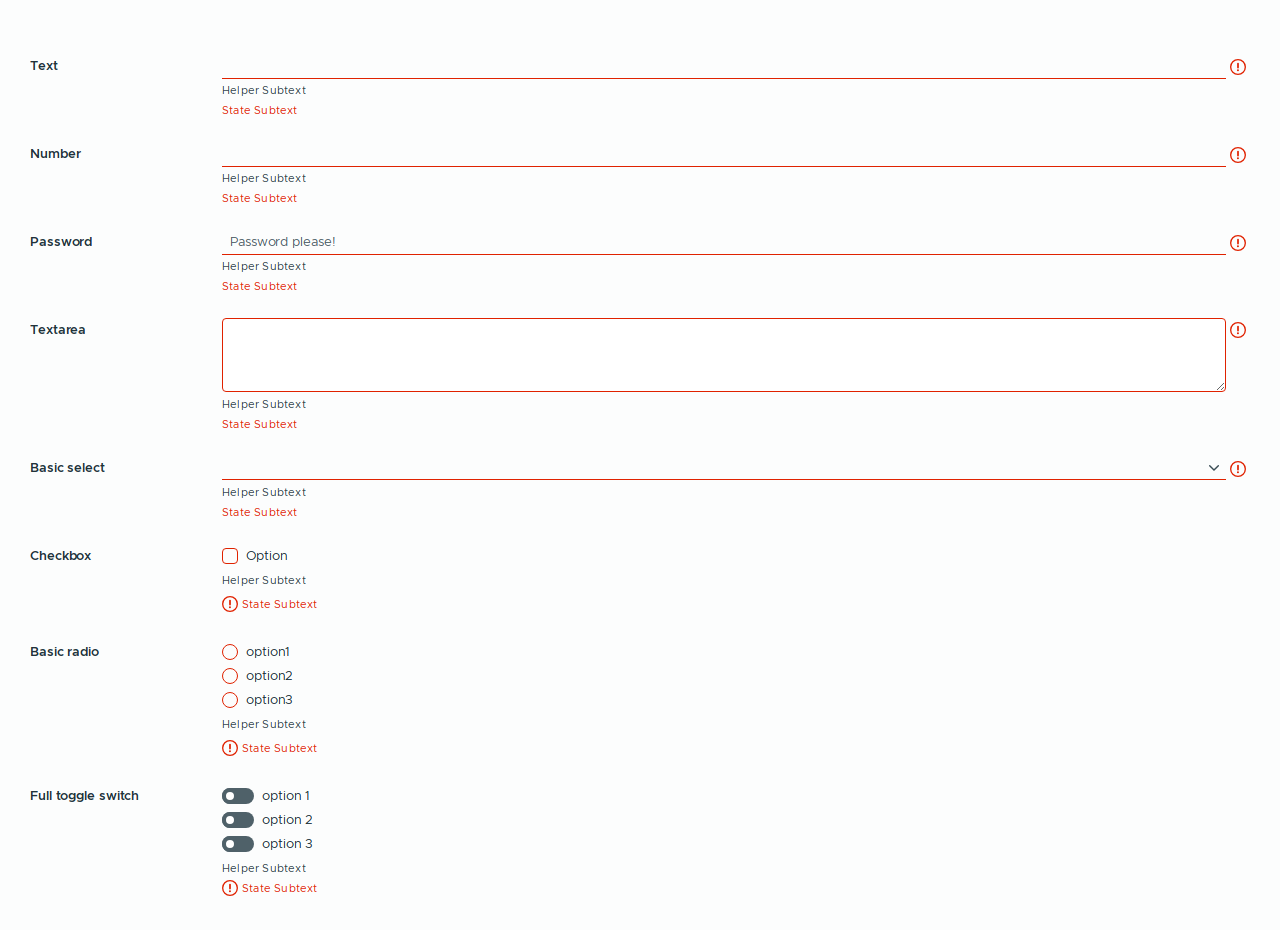 Text
Helper Subtext
State Subtext
Number
Helper Subtext
State Subtext
Password Password please!
Helper Subtext
State Subtext
Textarea
Helper Subtext
State Subtext
Basic select
Helper Subtext
State Subtext
Checkbox Option
Helper Subtext
State Subtext
Basic radio option1
option2
option3
Helper Subtext
State Subtext
Full toggle switch option 1
option 2
option 3
Helper Subtext
State Subtext